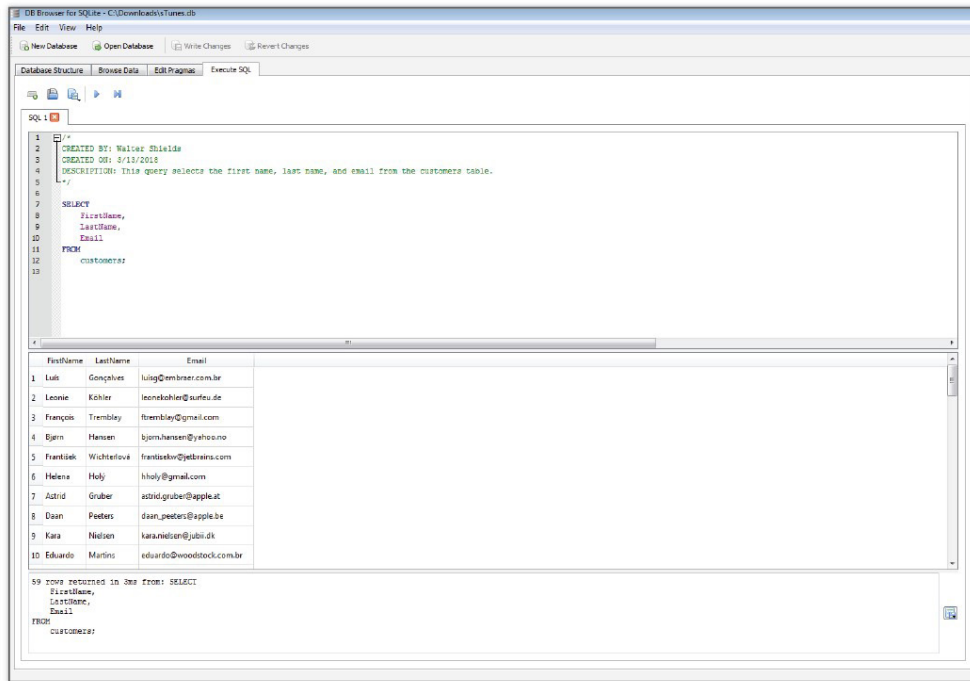 DB Browser for SQLite - C:\Downloads\sTunes.db
File Edit View Help
New Database Open Database Write Changes Revert Changes
Database Structure Browse Data Edit Pragmas Execute SQL
SQL 1
1 /*
2 CREATED BY: Walter Shields
3 CREATED ON: 3/13/2018
4 DESCRIPTION: This query selects the first name, last name, and email from the customers table.
5 */
6
7 SELECT
8 FirstName,
9 LastName,
10 Email
11 FROM
12 customers;
13
FirstName LastName Email
1 Luís Gonçalves luisg@embraer.com.br
2 Leonie Köhler leonekohler@surfeu.de
3 François Tremblay ftremblay@gmail.com
4 Bjørn Hansen bjorn.hansen@yahoo.no
5 František Wichterlová frantisekw@jetbrains.com
6 Helena Holý hholy@gmail.com
7 Astrid Gruber astrid.gruber@apple.at
8 Daan Peeters daan_peeters@apple.be
9 Kara Nielsen kara.nielsen@jubii.dk
10 Eduardo Martins eduardo@woodstock.com.br
59 rows returned in 3ms from: SELECT
FirstName,
LastName,
Email
FROM
customers;